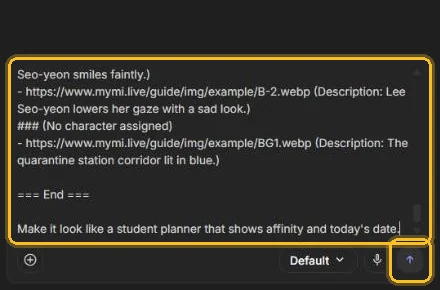 Seo-yeon smiles faintly.)
- https://www.mymi.live/guide/img/example/B-2.webp (Description: Lee
Seo-yeon lowers her gaze with a sad look.)
### (No character assigned)
- https://www.mymi.live/guide/img/example/BG1.webp (Description: The
quarantine station corridor lit in blue.)
=== End ===
Make it look like a student planner that shows affinity and today's date.
Default